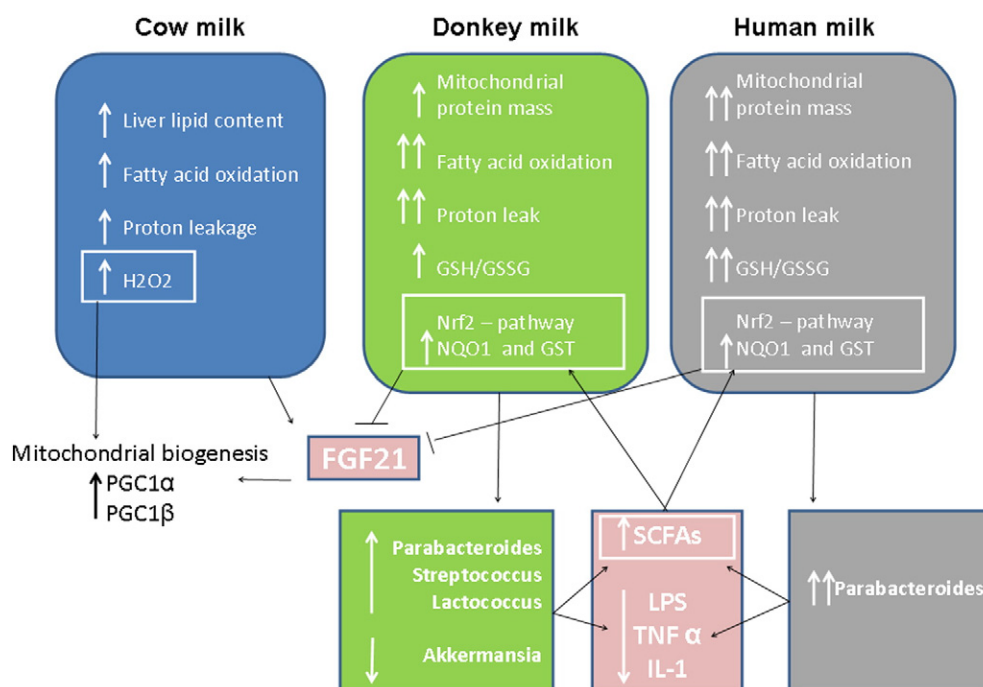 Cow milk
Liver lipid content
Fatty acid oxidation
Proton leakage
H2O2
Donkey milk
Mitochondrial
protein mass
Fatty acid oxidation
Proton leak
GSH/GSSG
Nrf2 – pathway
NQO1 and GST
Human milk
Mitochondrial
protein mass
Fatty acid oxidation
Proton leak
GSH/GSSG
Nrf2 – pathway
NQO1 and GST
Mitochondrial biogenesis
PGC1α
PGC1β
FGF21
Parabacteroides
Streptococcus
Lactococcus
Akkermansia
SCFAs
LPS
TNF α
IL-1
Parabacteroides